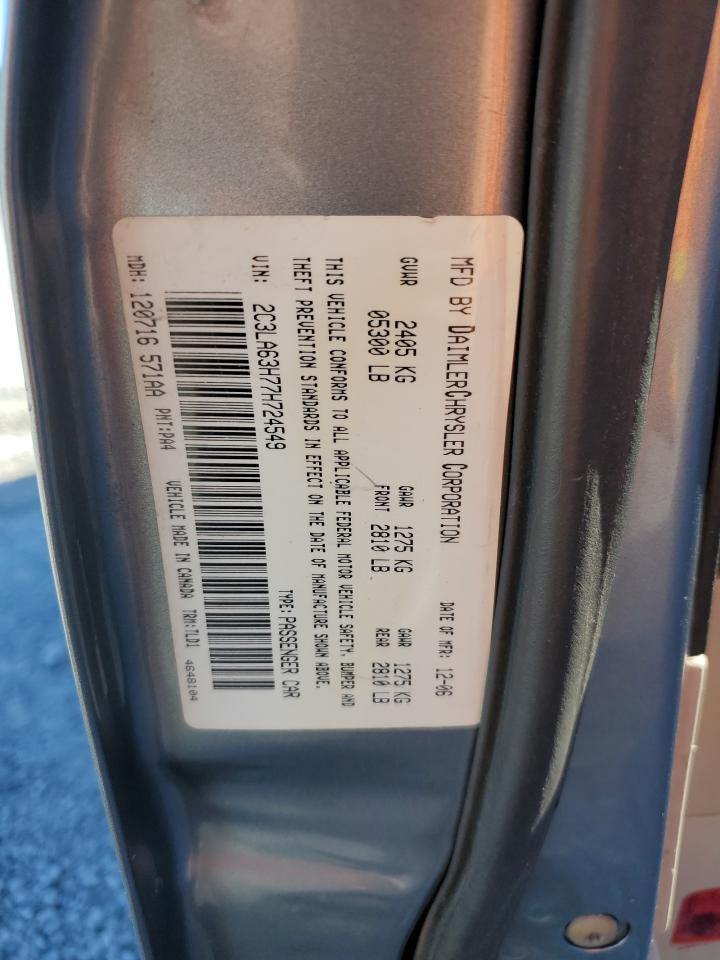 MFD BY DAIMLERCHRYSLER CORPORATION DATE OF MFR: 12-06
GVWR 2405 KG GAWR 1275 KG GAWR 1275 KG
05300 LB FRONT 2810 LB REAR 2810 LB
THIS VEHICLE CONFORMS TO ALL APPLICABLE FEDERAL MOTOR VEHICLE SAFETY, BUMPER AND
THEFT PREVENTION STANDARDS IN EFFECT ON THE DATE OF MANUFACTURE SHOWN ABOVE.
VIN: 2C3LA63H77H724549 TYPE: PASSENGER CAR
MDH: 120716 571AA PNT:PA4 VEHICLE MADE IN CANADA TRM:TLD1 4648104